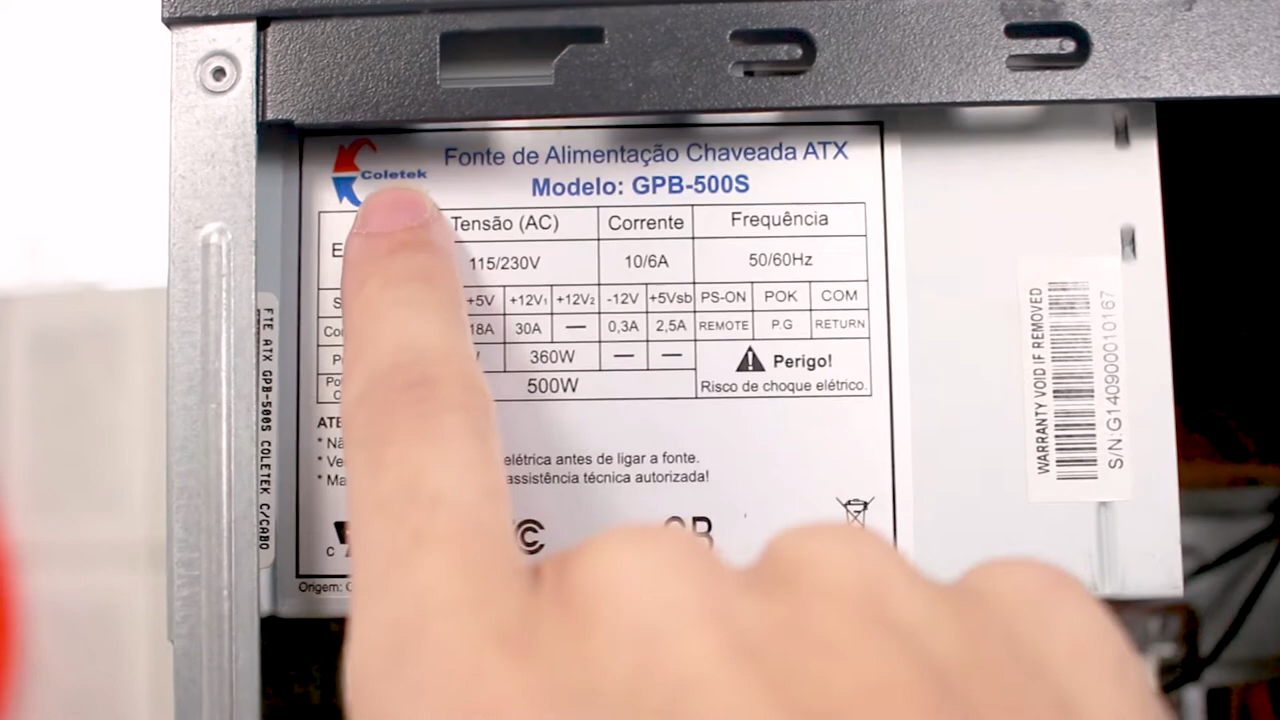 Coletek
Fonte de Alimentação Chaveada ATX
Modelo: GPB-500S
Tensão (AC) Corrente Frequência
115/230V 10/6A 50/60Hz
+5V +12V1 +12V2 -12V +5Vsb PS-ON POK COM
18A 30A — 0,3A 2,5A REMOTE P.G RETURN
360W — — Perigo!
500W Risco de choque elétrico.
elétrica antes de ligar a fonte.
assistência técnica autorizada!
Origem:
FTE ATX GPB-500S COLETEK C/CABO
WARRANTY VOID IF REMOVED
S/N:G140900010167